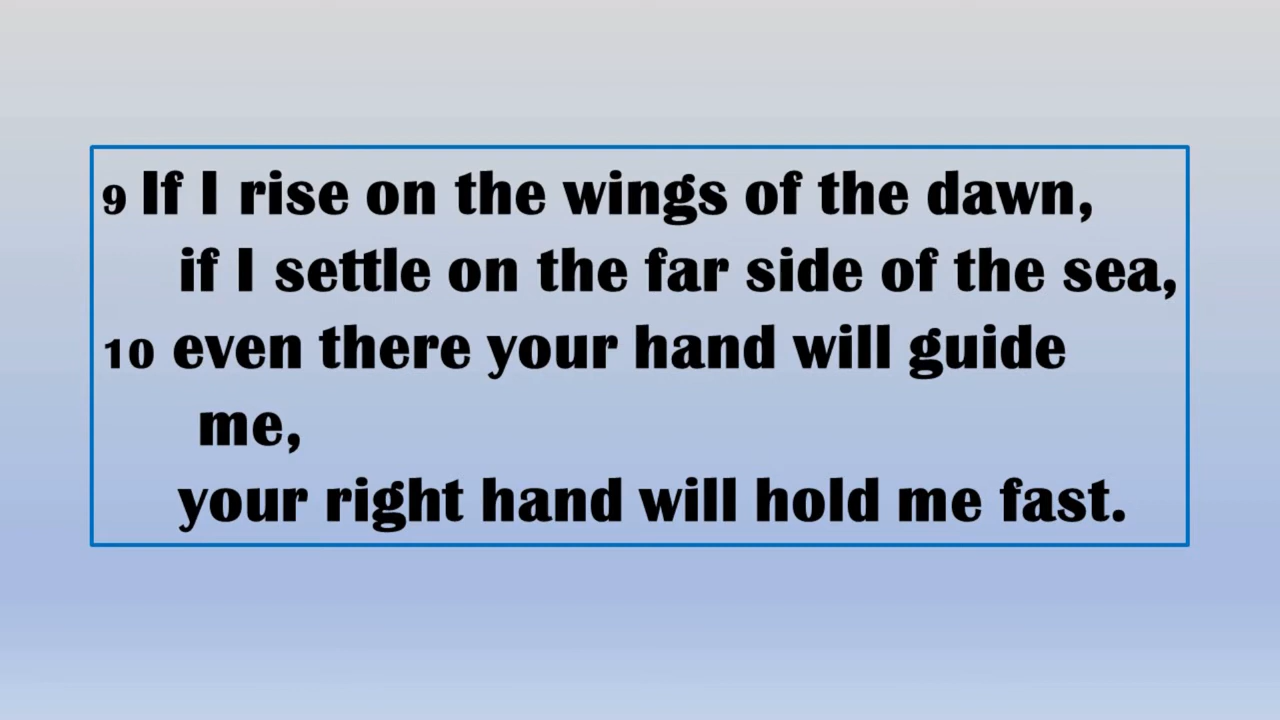 9 If I rise on the wings of the dawn,
if I settle on the far side of the sea,
10 even there your hand will guide
me,
your right hand will hold me fast.